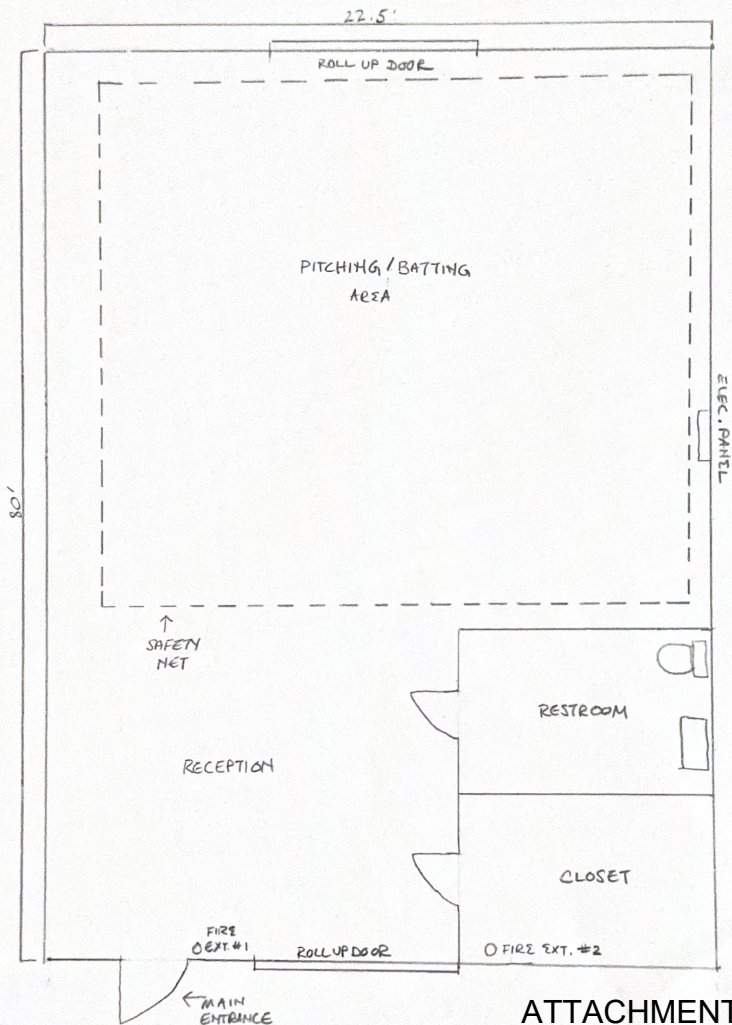 22.5'
ROLL UP DOOR
PITCHING/BATTING
AREA
ELEC. PANEL
80'
SAFETY
NET
RESTROOM
RECEPTION
CLOSET
FIRE
EXT. #1
ROLL UP DOOR
FIRE EXT. #2
MAIN
ENTRANCE
ATTACHMENT